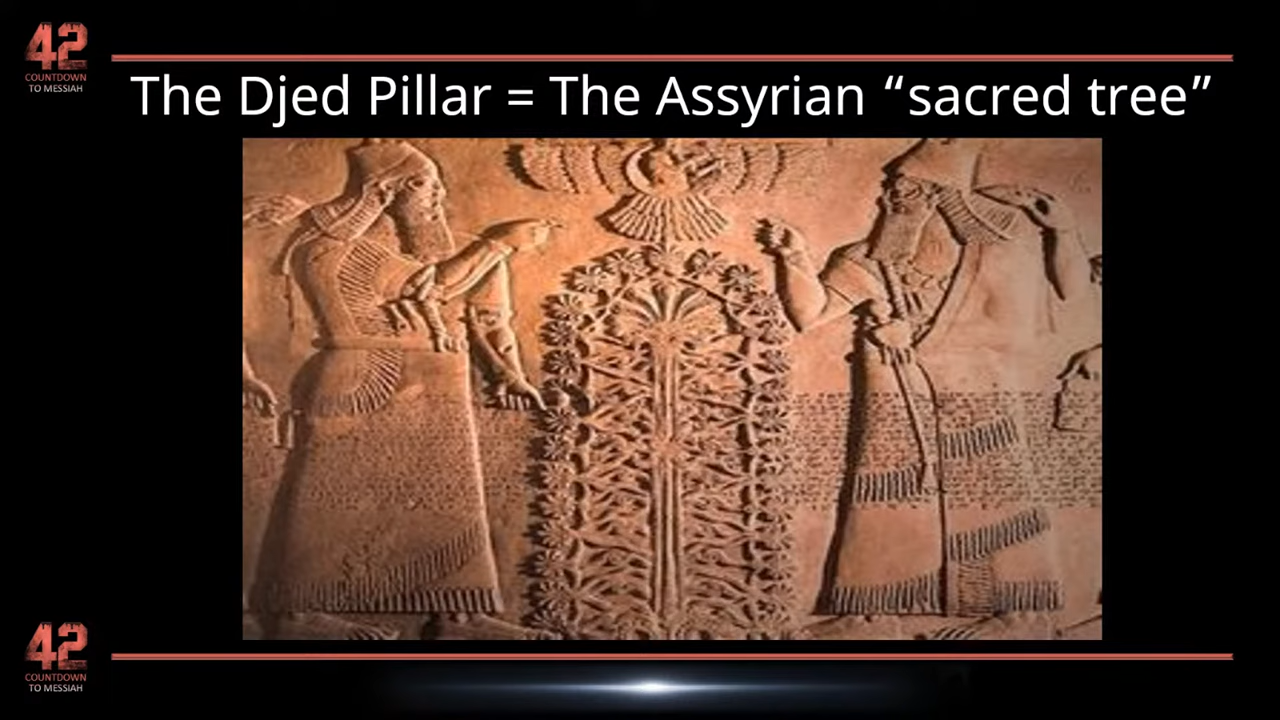 42
COUNTDOWN
TO MESSIAH
The Djed Pillar = The Assyrian “sacred tree”
42
COUNTDOWN
TO MESSIAH